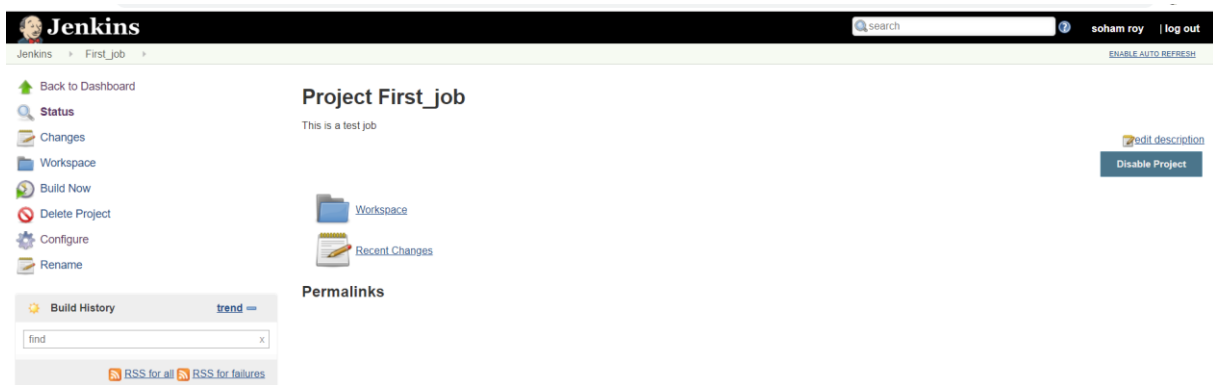 Jenkins
search
soham roy | log out
Jenkins First_job
ENABLE AUTO REFRESH
Back to Dashboard
Status
Changes
Workspace
Build Now
Delete Project
Configure
Rename
Build History trend
find x
RSS for all RSS for failures
Project First_job
This is a test job
edit description
Disable Project
Workspace
Recent Changes
Permalinks